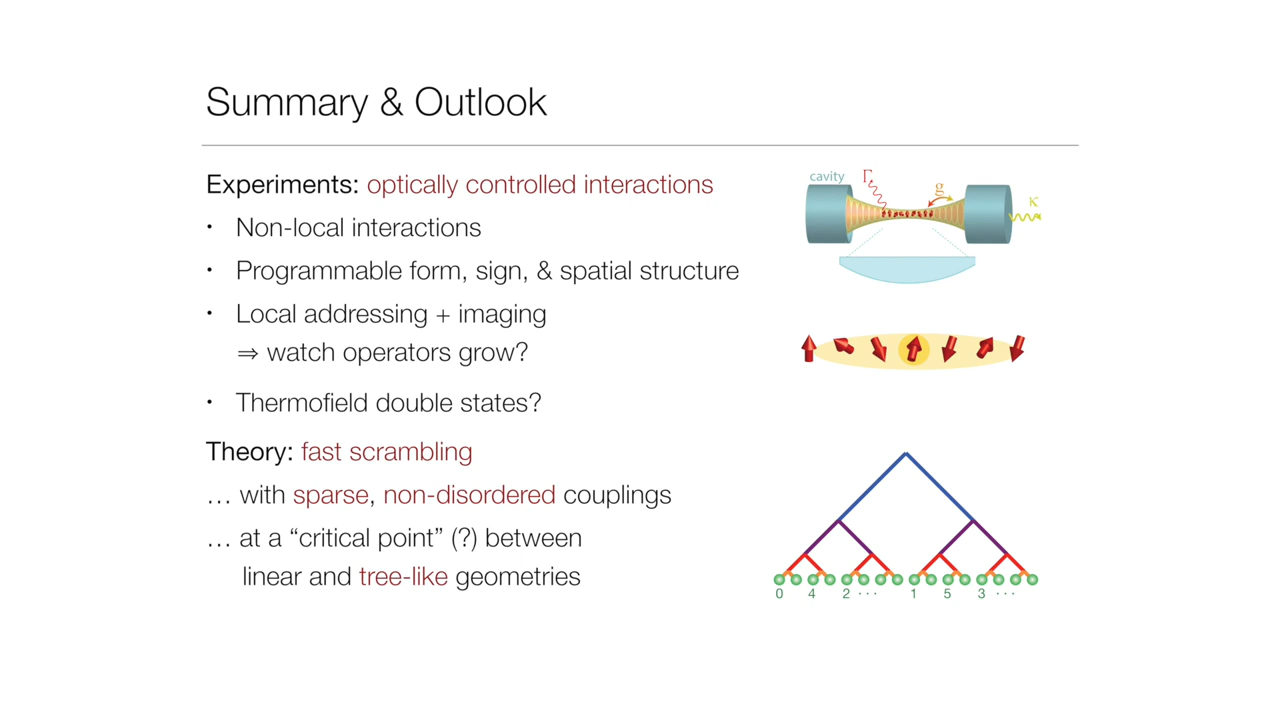 Summary & Outlook
Experiments: optically controlled interactions
• Non-local interactions
• Programmable form, sign, & spatial structure
• Local addressing + imaging
⇒ watch operators grow?
• Thermofield double states?
Theory: fast scrambling
… with sparse, non-disordered couplings
… at a “critical point” (?) between
linear and tree-like geometries
cavity Γ g κ
0 4 2 ··· 1 5 3 ···